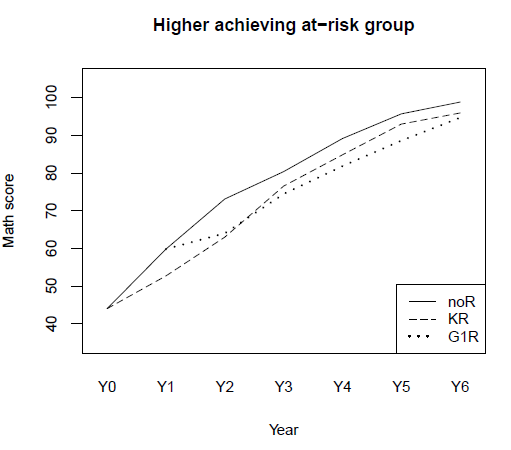 Higher achieving at−risk group
Math score
100
90
80
70
60
50
40
noR
KR
G1R
Y0 Y1 Y2 Y3 Y4 Y5 Y6
Year